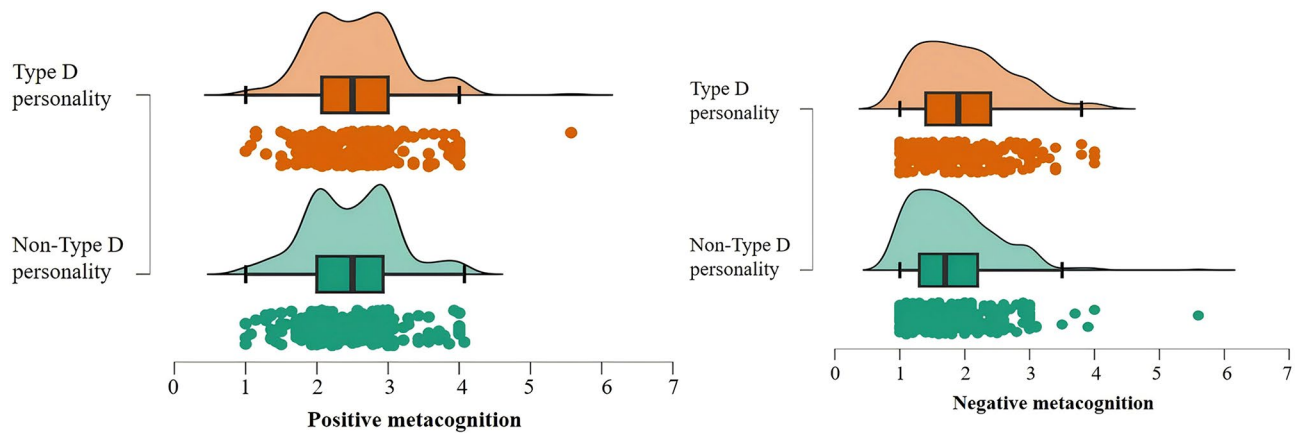 Type D
personality
Non-Type D
personality
0 1 2 3 4 5 6 7
Positive metacognition
Type D
personality
Non-Type D
personality
0 1 2 3 4 5 6 7
Negative metacognition